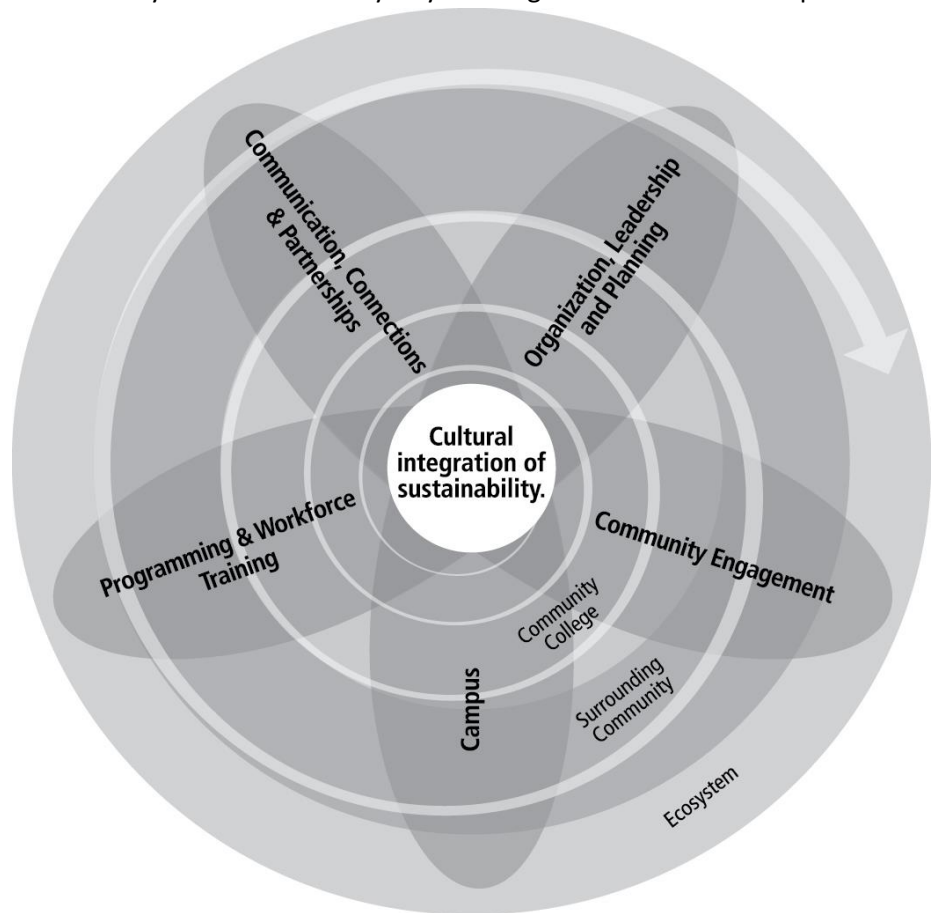 Communication, Connections
& Partnerships
Organization, Leadership
and Planning
Cultural
integration of
sustainability.
Programming & Workforce
Training
Community Engagement
Community
College
Surrounding
Community
Campus
Ecosystem